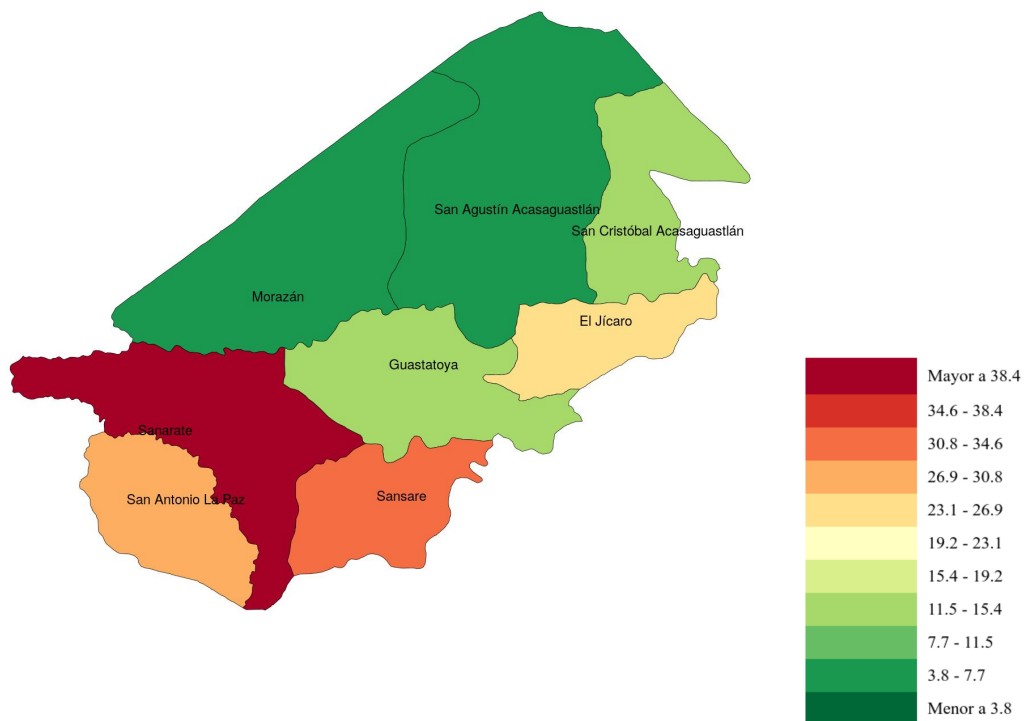 San Agustín Acasaguastlán
San Cristóbal Acasaguastlán
Morazán
El Jícaro
Guastatoya
Sanarate
San Antonio La Paz
Sansare
Mayor a 38.4
34.6 - 38.4
30.8 - 34.6
26.9 - 30.8
23.1 - 26.9
19.2 - 23.1
15.4 - 19.2
11.5 - 15.4
7.7 - 11.5
3.8 - 7.7
Menor a 3.8